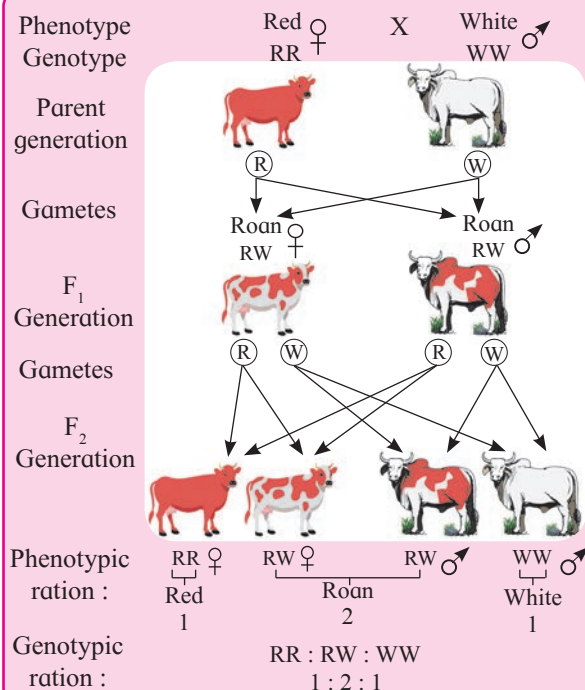 Phenotype Red ♀ X White ♂
Genotype RR WW
Parent
generation
R W
Gametes
Roan ♀ Roan
RW RW ♂
F₁
Generation
R W R W
Gametes
F₂
Generation
Phenotypic RR ♀ RW ♀ RW ♂ WW ♂
ration : Red Roan White
1 2 1
Genotypic RR : RW : WW
ration : 1 : 2 : 1